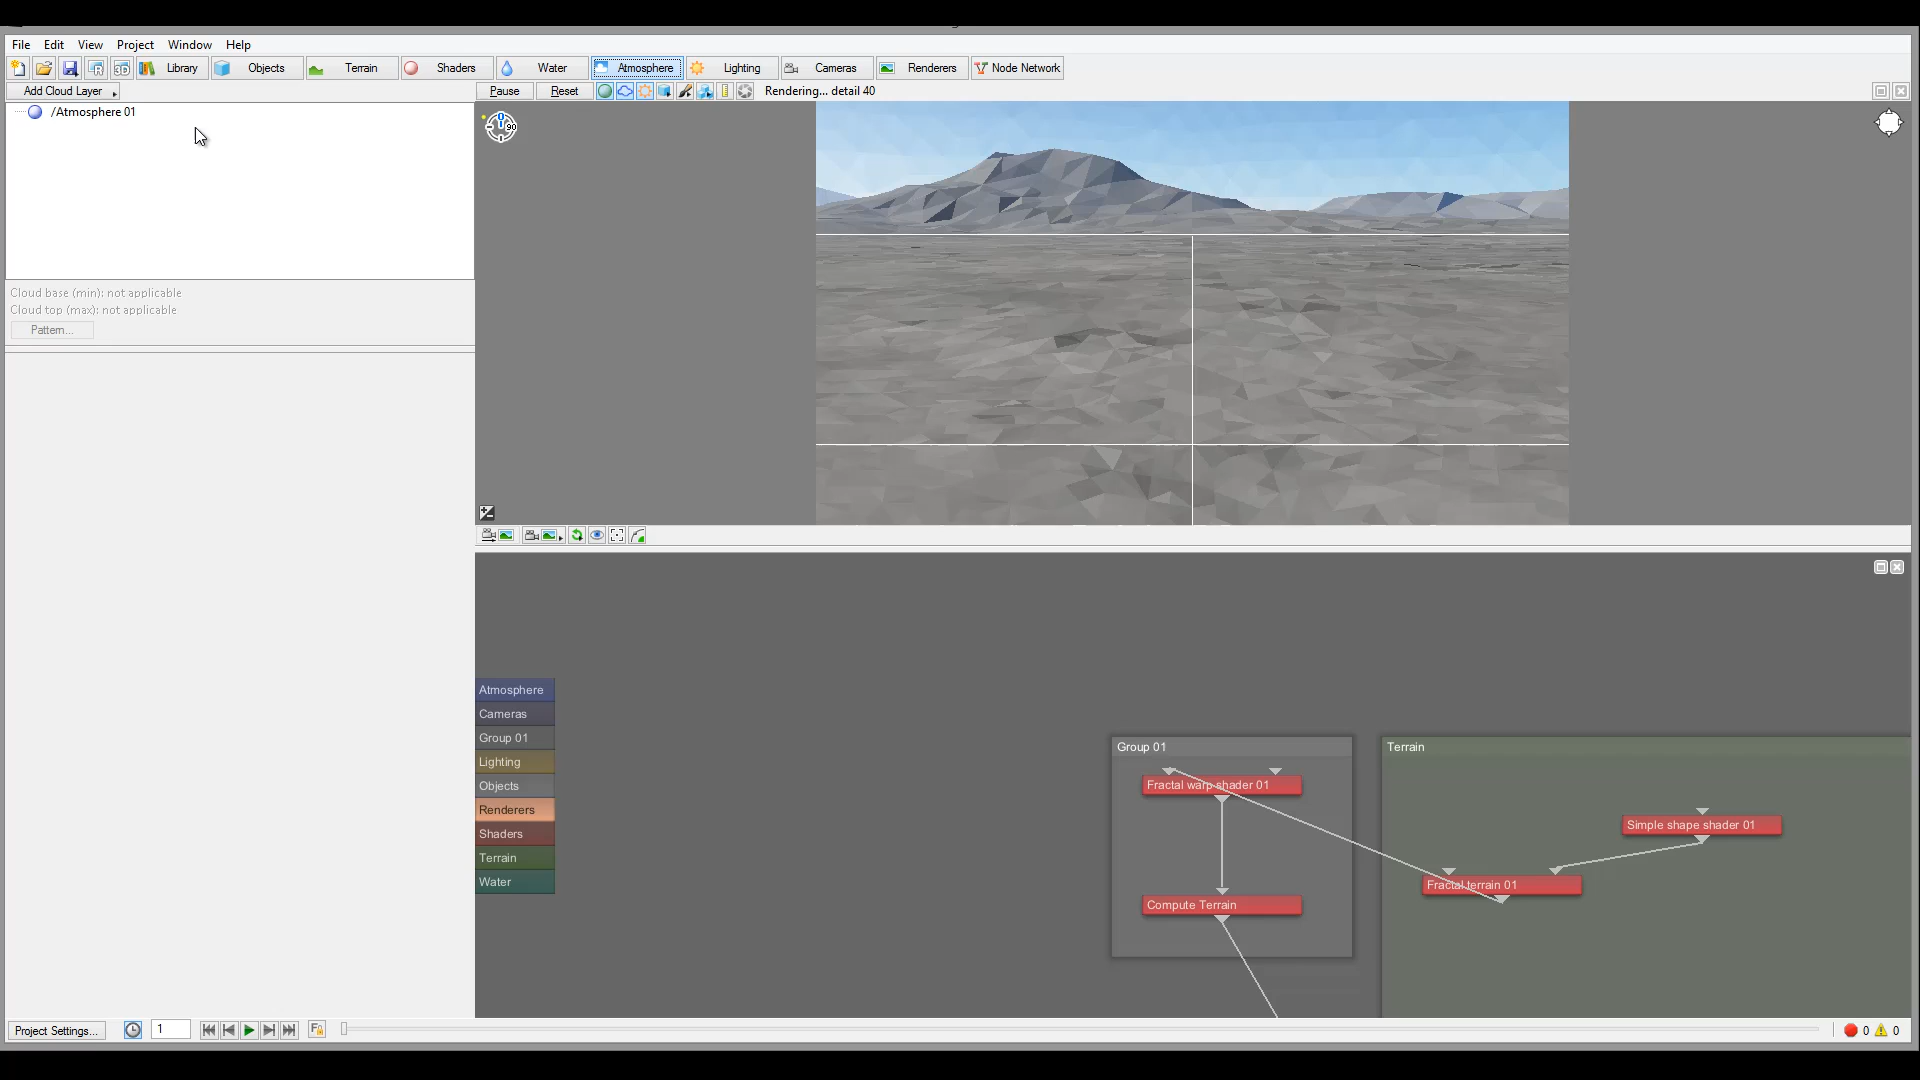 File Edit View Project Window Help
Library Objects Terrain Shaders Water Atmosphere Lighting Cameras Renderers Node Network
Add Cloud Layer
Pause Reset Rendering... detail 40
/Atmosphere 01
90
Cloud base (min): not applicable
Cloud top (max): not applicable
Pattern...
Atmosphere
Cameras
Group 01
Lighting
Objects
Renderers
Shaders
Terrain
Water
Group 01
Fractal warp shader 01
Compute Terrain
Terrain
Simple shape shader 01
Fractal terrain 01
Project Settings... 1 0 0